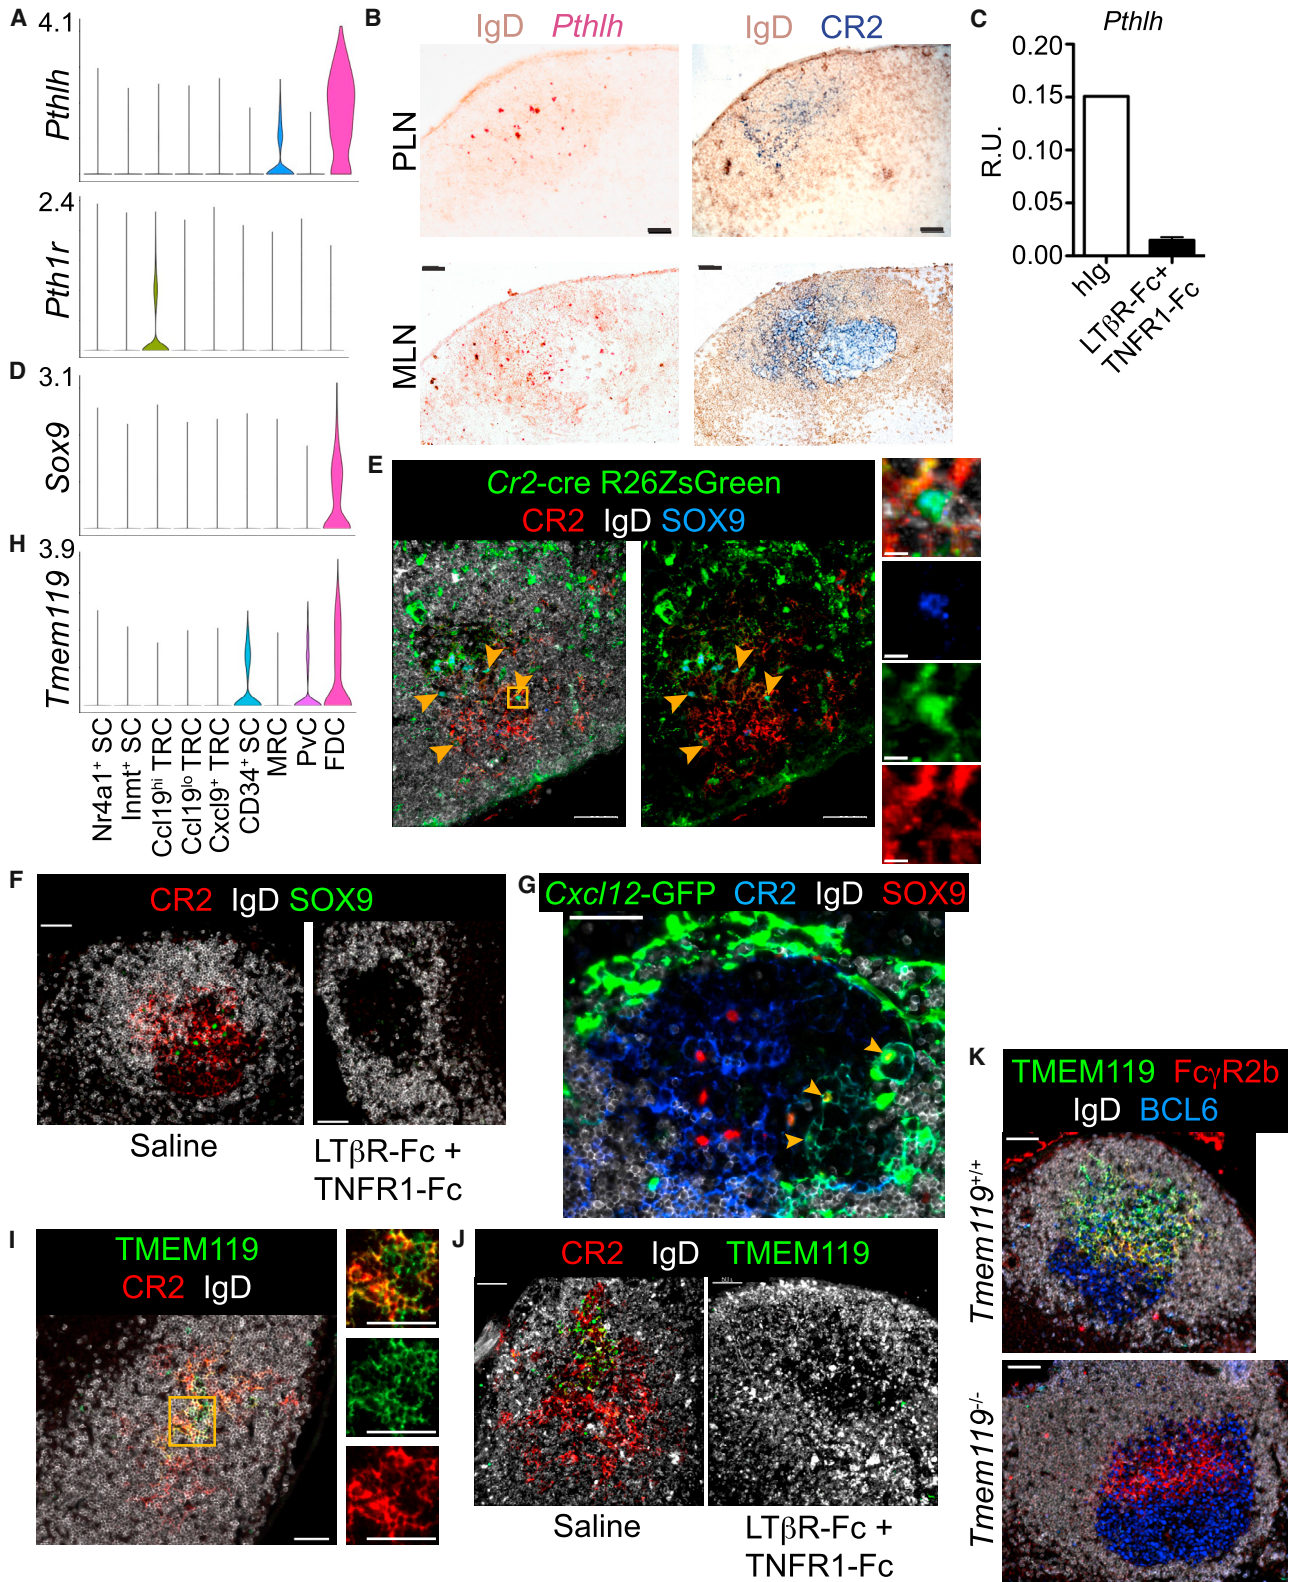 A
4.1
Pthlh
2.4
Pth1r
B
IgD Pthlh
IgD CR2
PLN
MLN
C
Pthlh
0.20
0.15
0.10
0.05
0.00
R.U.
hIg
LTβR-Fc+
TNFR1-Fc
D
3.1
Sox9
H
3.9
Tmem119
Nr4a1+ SC
Inmt+ SC
Ccl19hi TRC
Ccl19lo TRC
Cxcl9+ TRC
CD34+ SC
MRC
PvC
FDC
E
Cr2-cre R26ZsGreen
CR2 IgD SOX9
F
CR2 IgD SOX9
Saline
LTβR-Fc +
TNFR1-Fc
G
Cxcl12-GFP CR2 IgD SOX9
I
TMEM119
CR2 IgD
J
CR2 IgD TMEM119
Saline
LTβR-Fc +
TNFR1-Fc
K
TMEM119 FcγR2b
IgD BCL6
Tmem119+/+
Tmem119-/-